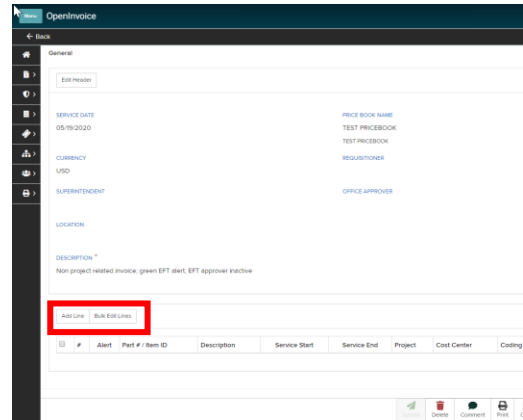 Menu OpenInvoice
← Back
General
Edit Header
SERVICE DATE PRICE BOOK NAME
05/19/2020 TEST PRICEBOOK
TEST PRICEBOOK
CURRENCY REQUISITIONER
USD
SUPERINTENDENT OFFICE APPROVER
LOCATION
DESCRIPTION *
Non project related invoice; green EFT alert; EFT approver inactive
Add Line Bulk Edit Lines
# Alert Part # / Item ID Description Service Start Service End Project Cost Center Coding
Delete Comment Print